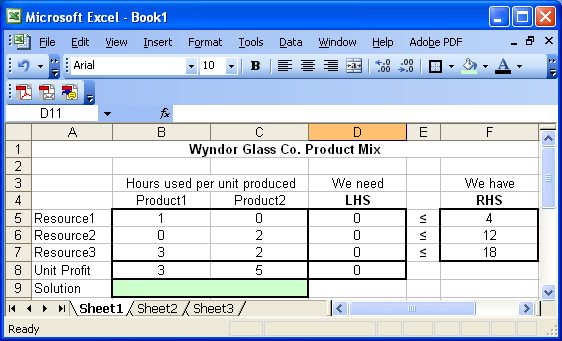 Microsoft Excel - Book1
File Edit View Insert Format Tools Data Window Help Adobe PDF
Arial 10 B
D11 fx
A B C D E F
1 Wyndor Glass Co. Product Mix
2
3 Hours used per unit produced We need We have
4 Product1 Product2 LHS RHS
5 Resource1 1 0 0 ≤ 4
6 Resource2 0 2 0 ≤ 12
7 Resource3 3 2 0 ≤ 18
8 Unit Profit 3 5 0
9 Solution
Sheet1 Sheet2 Sheet3
Ready